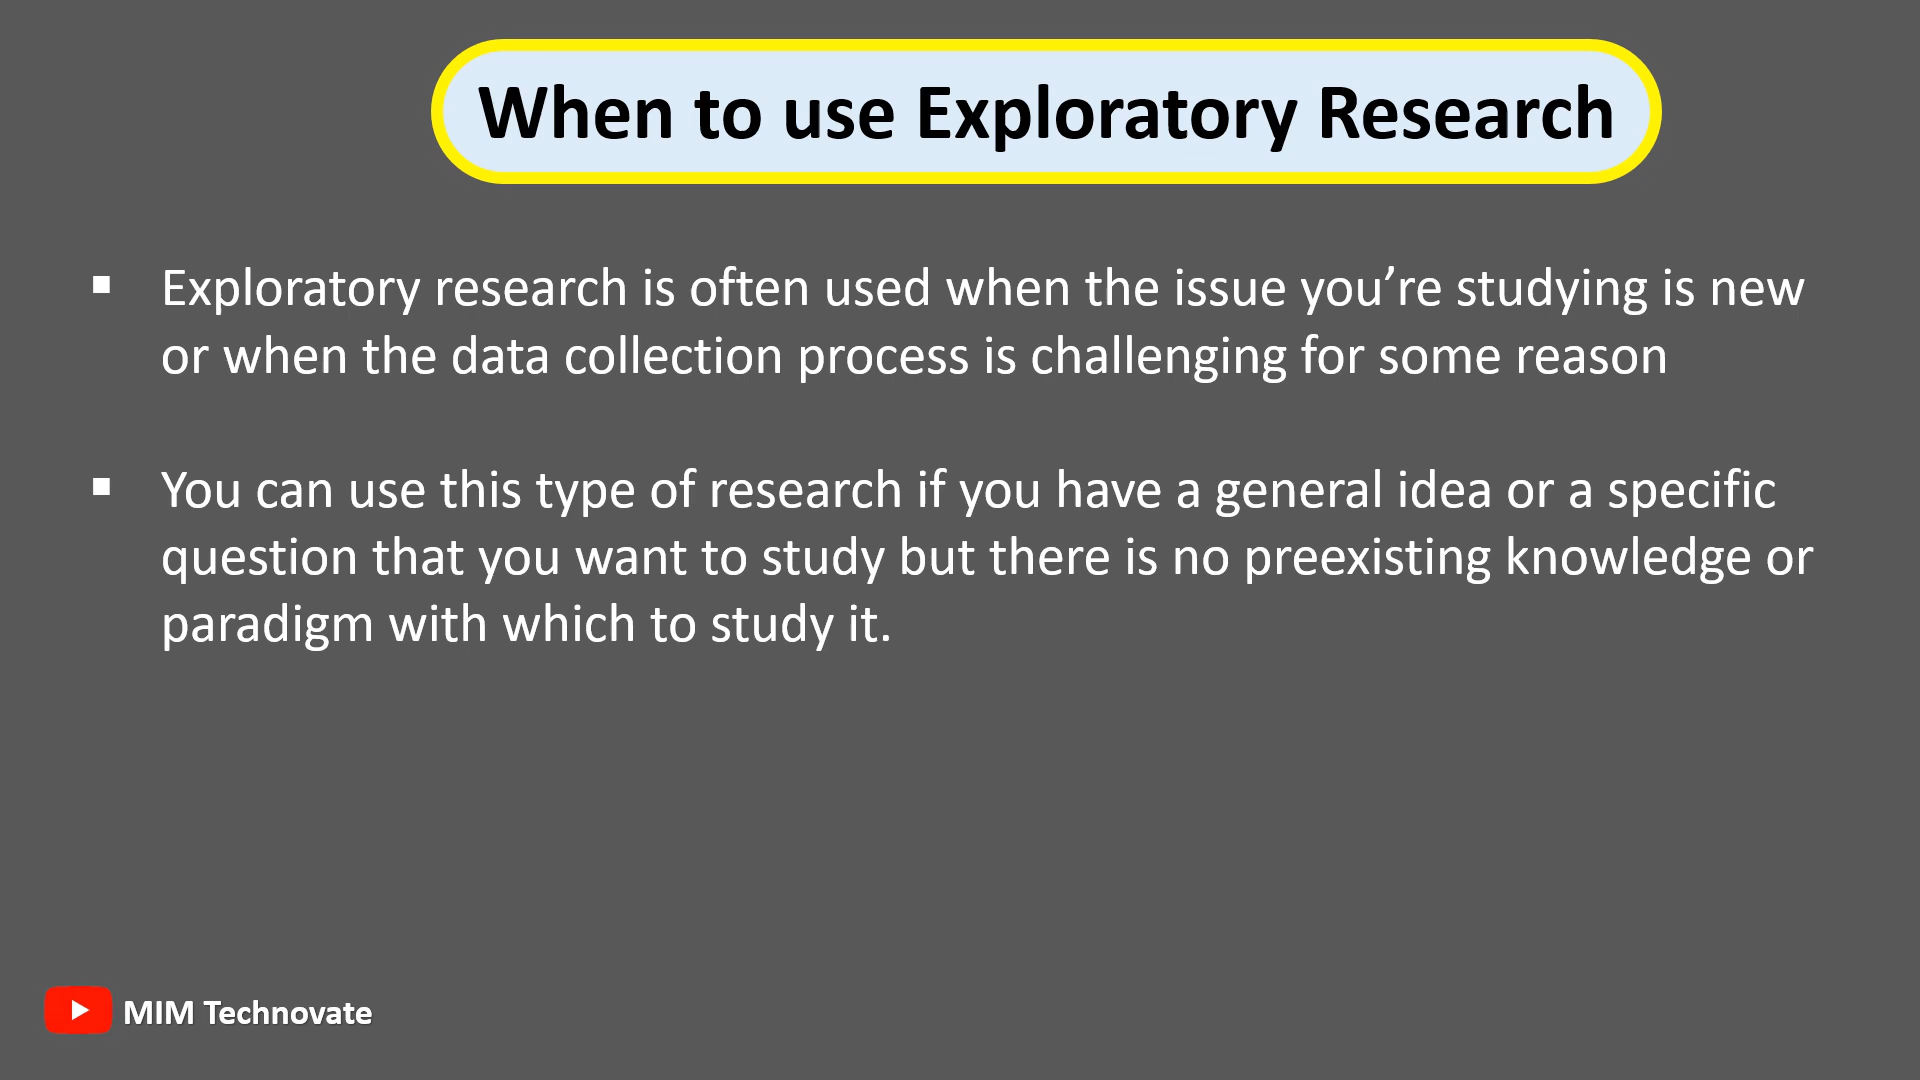 When to use Exploratory Research
▪ Exploratory research is often used when the issue you’re studying is new
or when the data collection process is challenging for some reason
▪ You can use this type of research if you have a general idea or a specific
question that you want to study but there is no preexisting knowledge or
paradigm with which to study it.
MIM Technovate